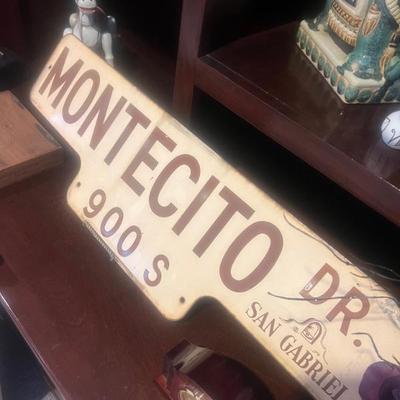 MONTECITO DR.
900 S
SAN GABRIEL